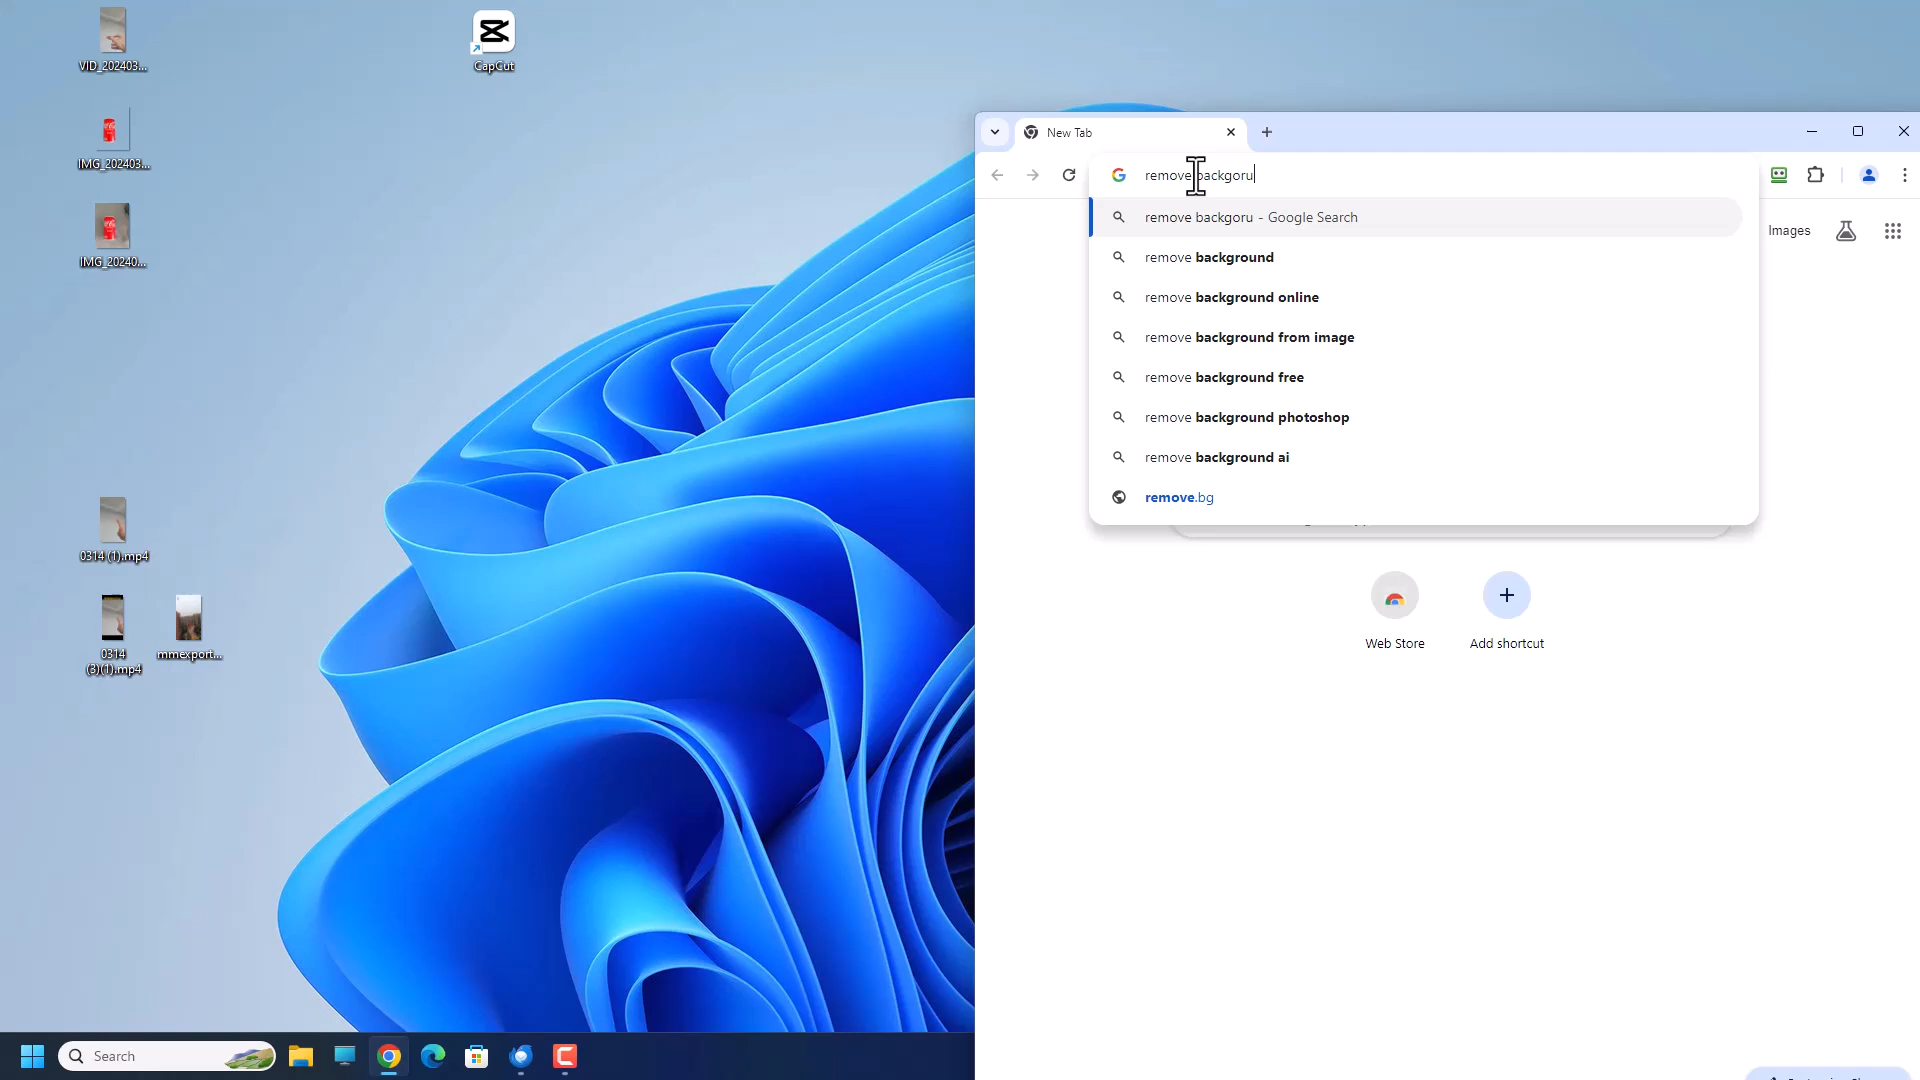 VID_202403...
CapCut
IMG_202403...
IMG_20240...
0314 (1).mp4
0314
(3)(1).mp4
mmexport...
Search
New Tab
remove backgoru
remove backgoru - Google Search
remove background
remove background online
remove background from image
remove background free
remove background photoshop
remove background ai
remove.bg
Images
Web Store
Add shortcut